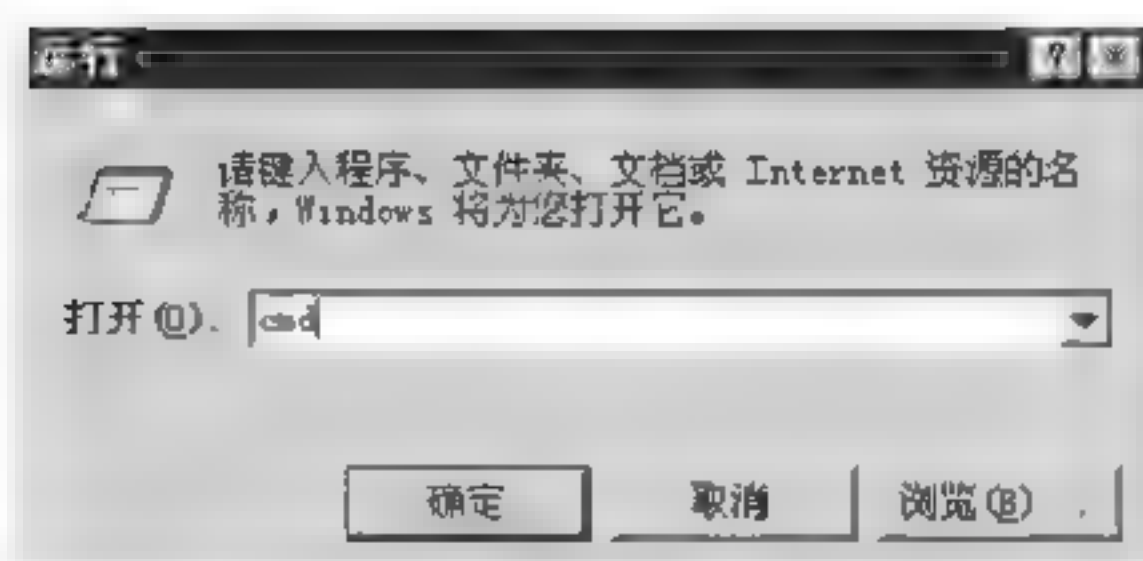 运行
请键入程序、文件夹、文档或 Internet 资源的名
称，Windows 将为您打开它。
打开(O): cmd
确定 取消 浏览(B)...